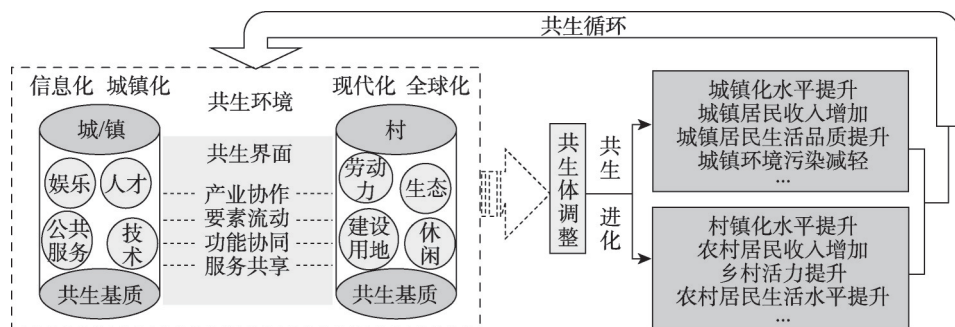 共生循环
信息化 城镇化
现代化 全球化
共生环境
城/镇
村
共生界面
娱乐
人才
公共
服务
技
术
产业协作
要素流动
功能协同
服务共享
劳动
力
生态
建设
用地
休
闲
共生基质
共生基质
共生体调整
共生
进化
城镇化水平提升
城镇居民收入增加
城镇居民生活品质提升
城镇环境污染减轻
...
村镇化水平提升
农村居民收入增加
乡村活力提升
农村居民生活水平提升
...